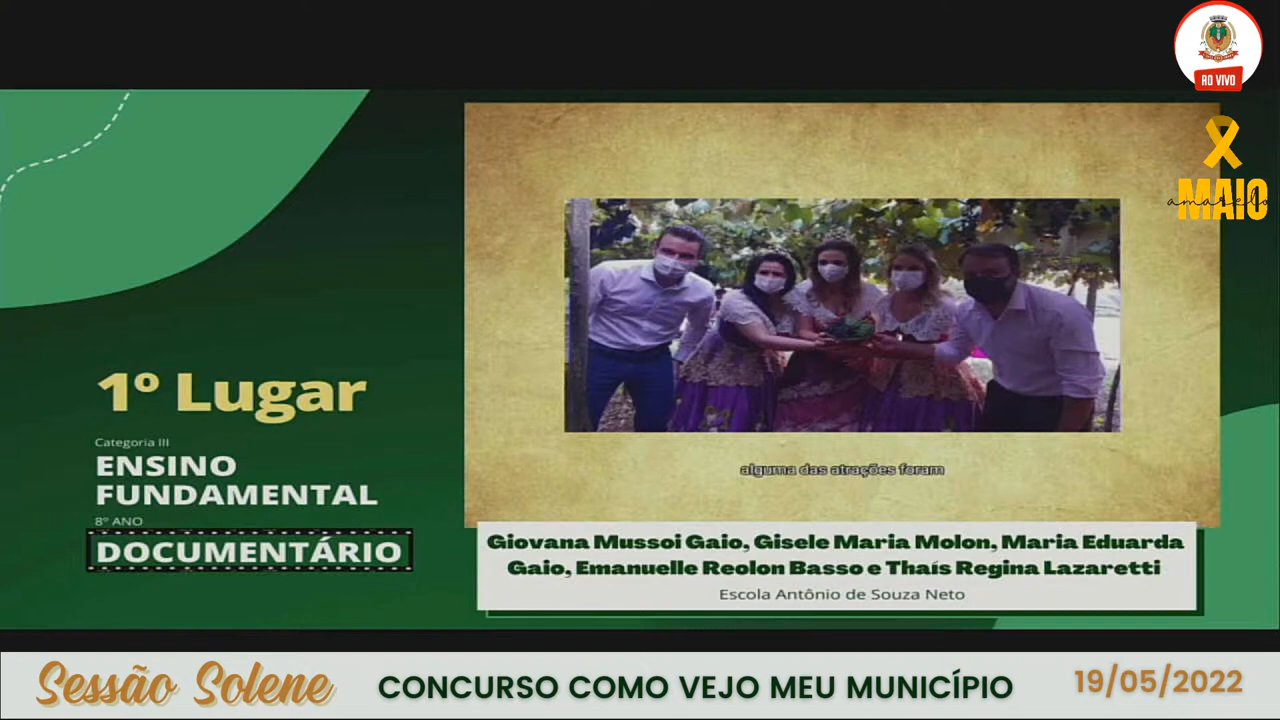 AO VIVO
MAIO
amarelo
1º Lugar
Categoria III
ENSINO
FUNDAMENTAL
8º ANO
DOCUMENTÁRIO
alguma das atrações foram
Giovana Mussoi Gaio, Gisele Maria Molon, Maria Eduarda
Gaio, Emanuelle Reolon Basso e Thaís Regina Lazaretti
Escola Antônio de Souza Neto
Sessão Solene
CONCURSO COMO VEJO MEU MUNICÍPIO
19/05/2022